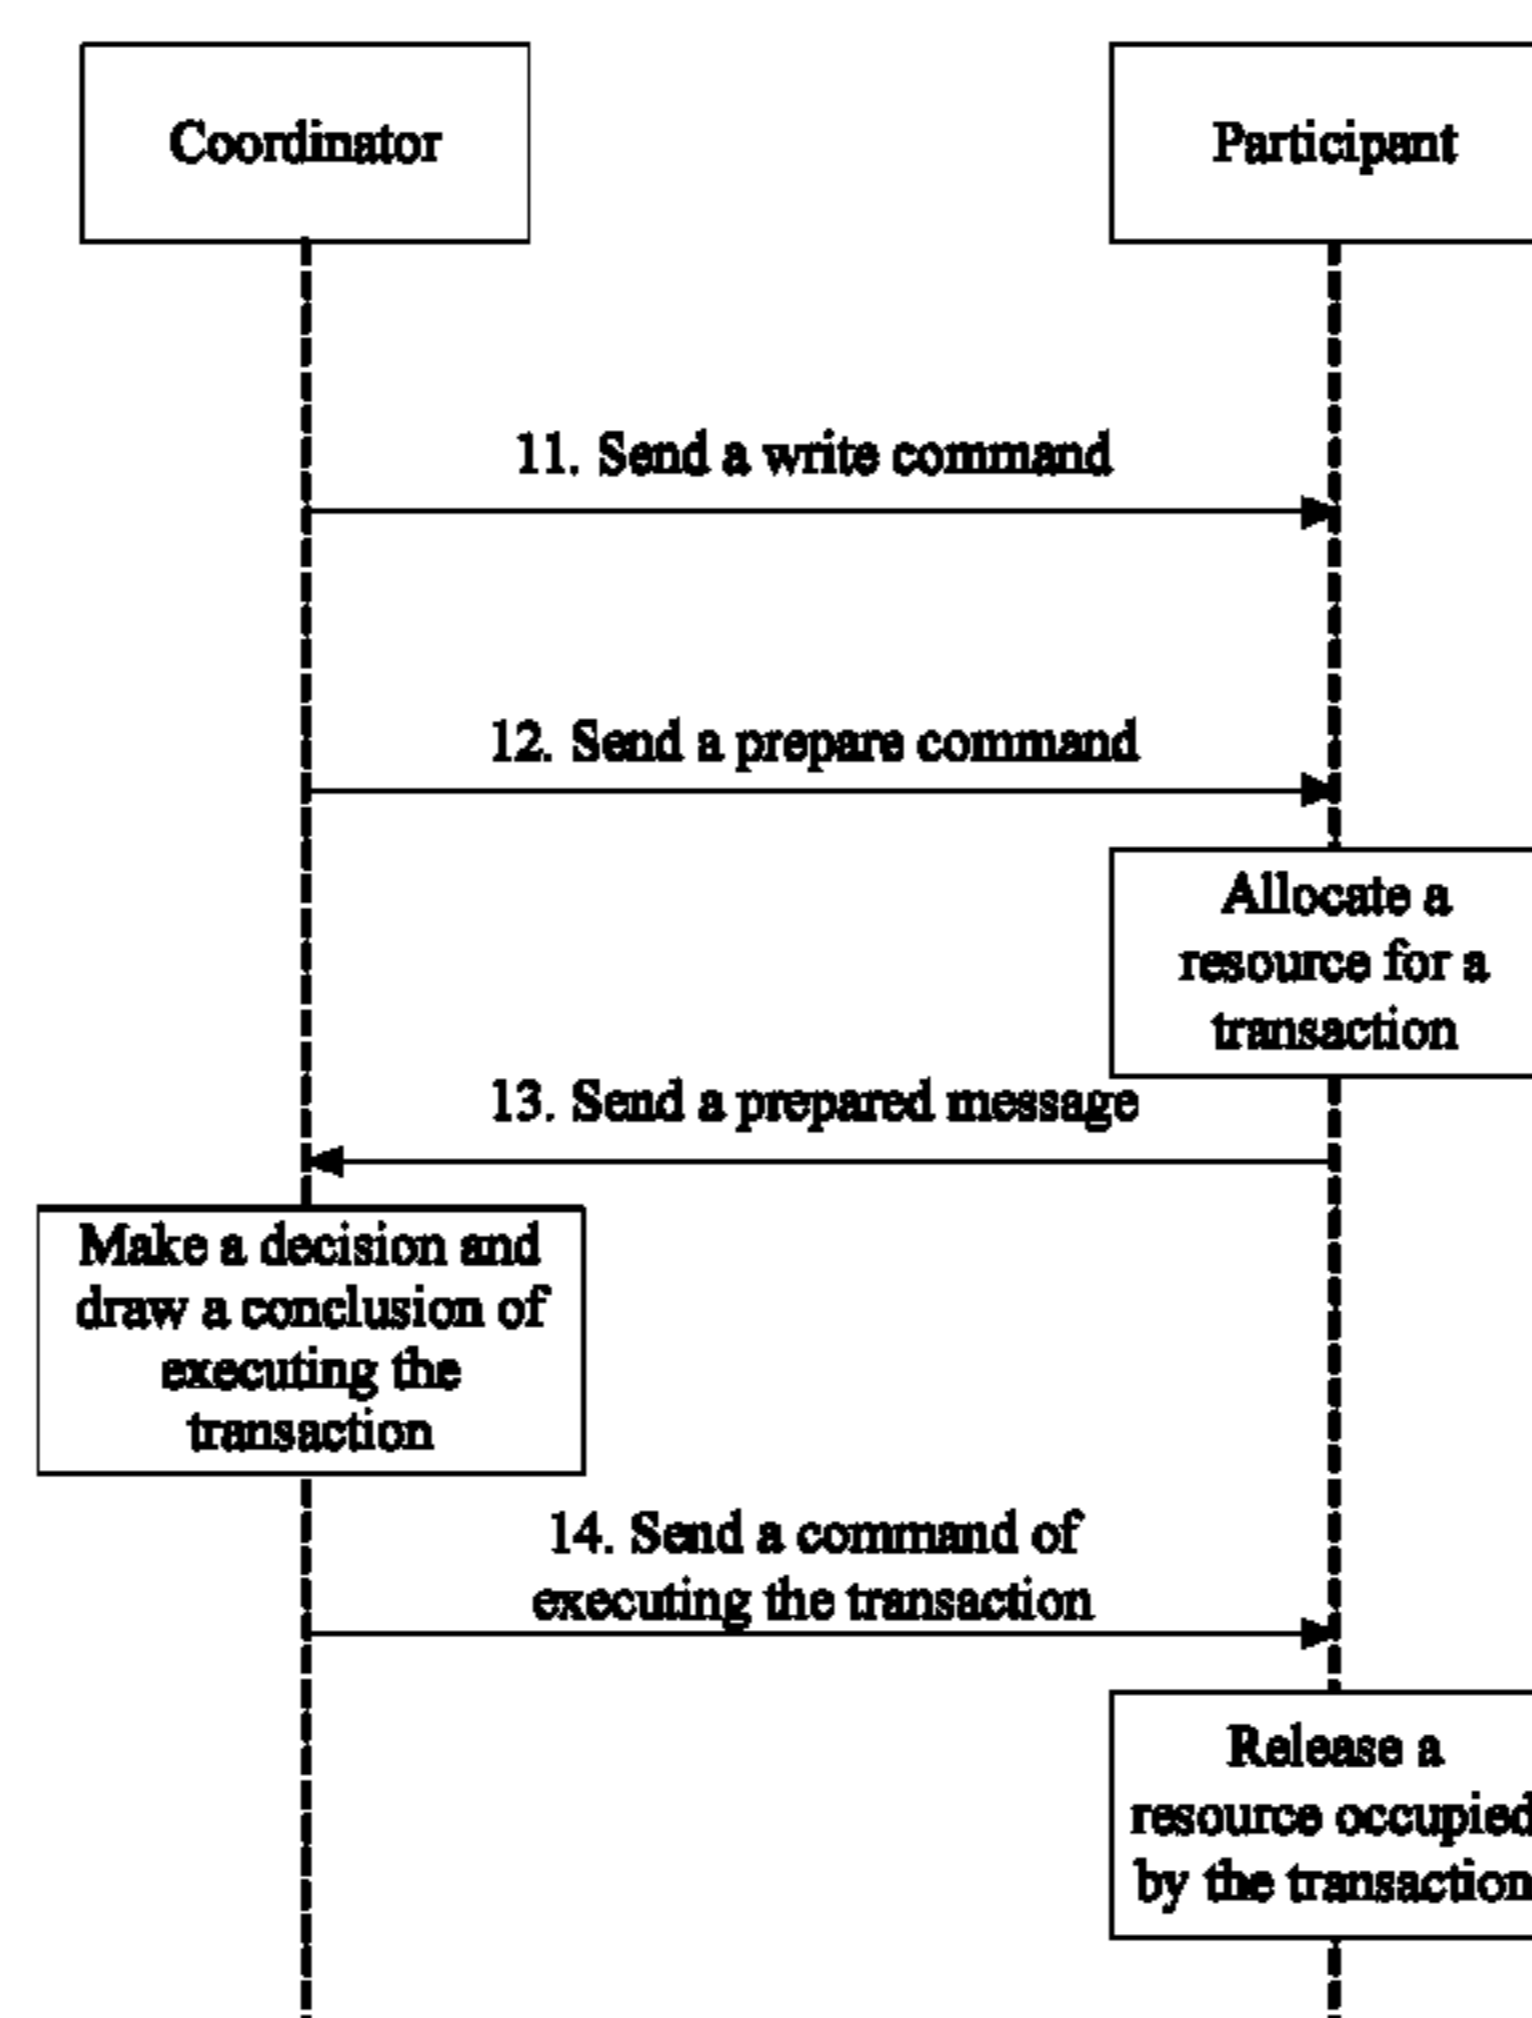 Coordinator
Participant
11. Send a write command
12. Send a prepare command
Allocate a
resource for a
transaction
13. Send a prepared message
Make a decision and
draw a conclusion of
executing the
transaction
14. Send a command of
executing the transaction
Release a
resource occupied
by the transaction